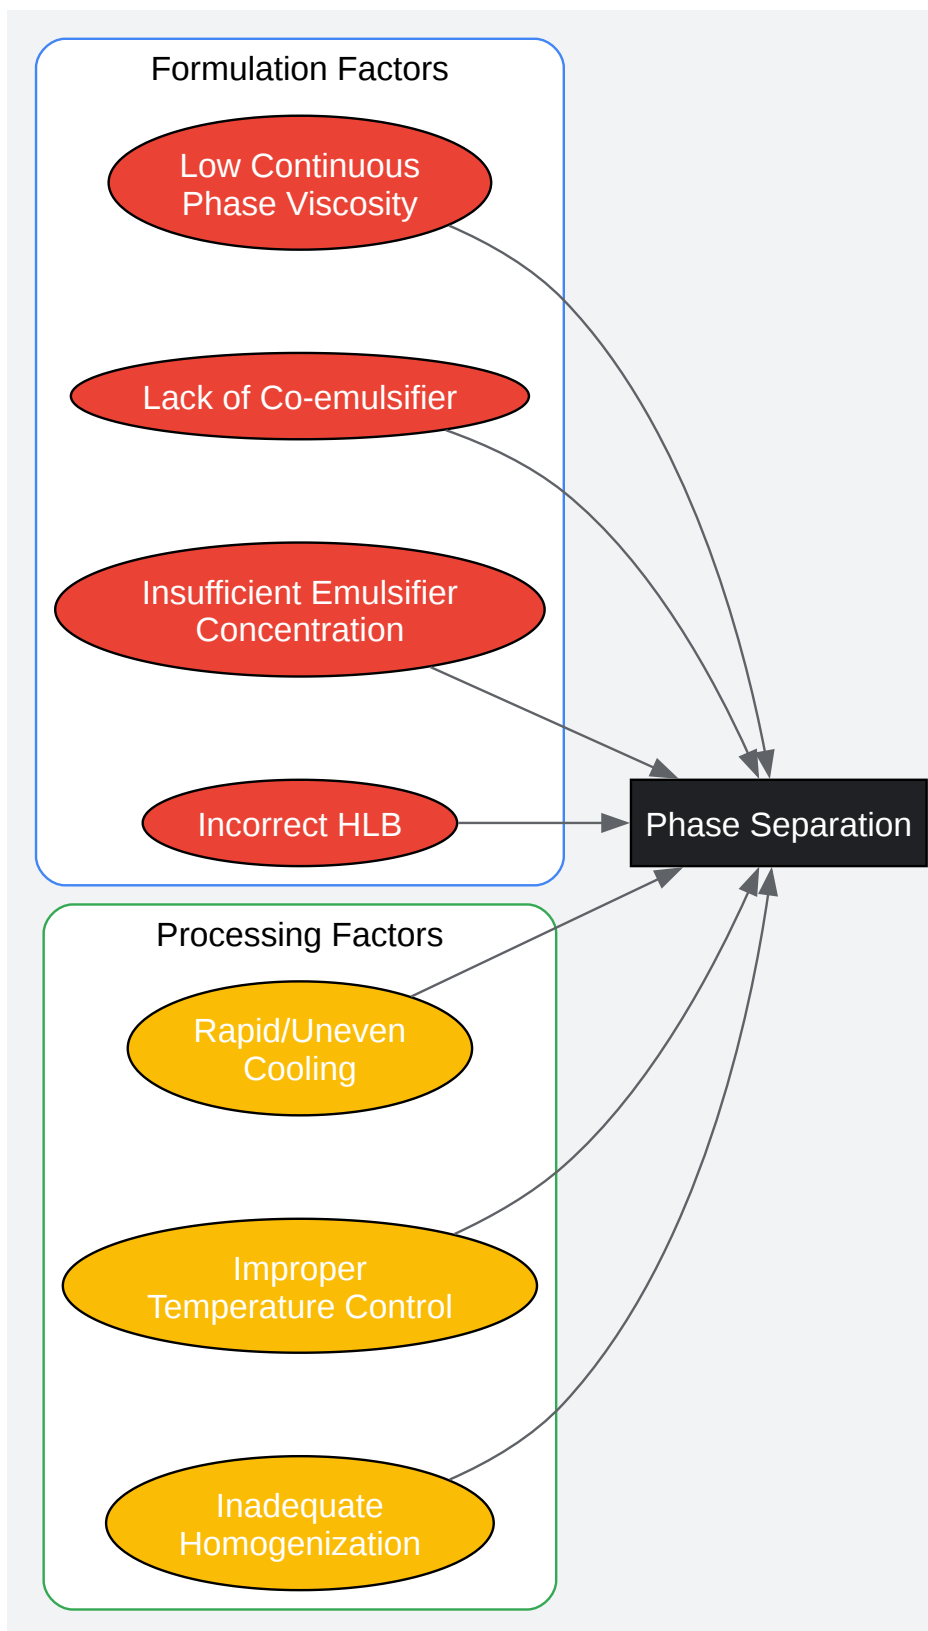 Formulation Factors
Low Continuous
Phase Viscosity
Lack of Co-emulsifier
Insufficient Emulsifier
Concentration
Incorrect HLB
Phase Separation
Processing Factors
Rapid/Uneven
Cooling
Improper
Temperature Control
Inadequate
Homogenization